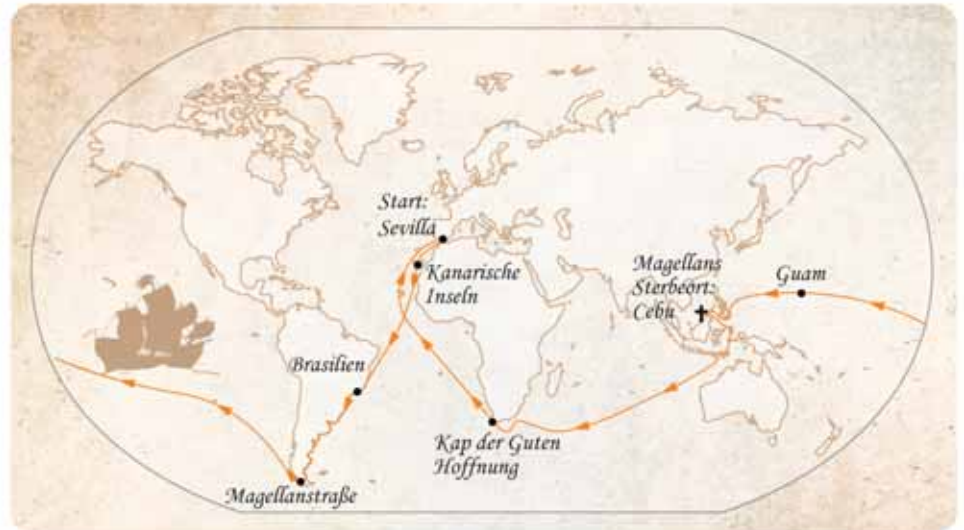 Start:
Sevilla
Kanarische
Inseln
Magellans
Sterbeort:
Cebu
Guam
Brasilien
Kap der Guten
Hoffnung
Magellanstraße